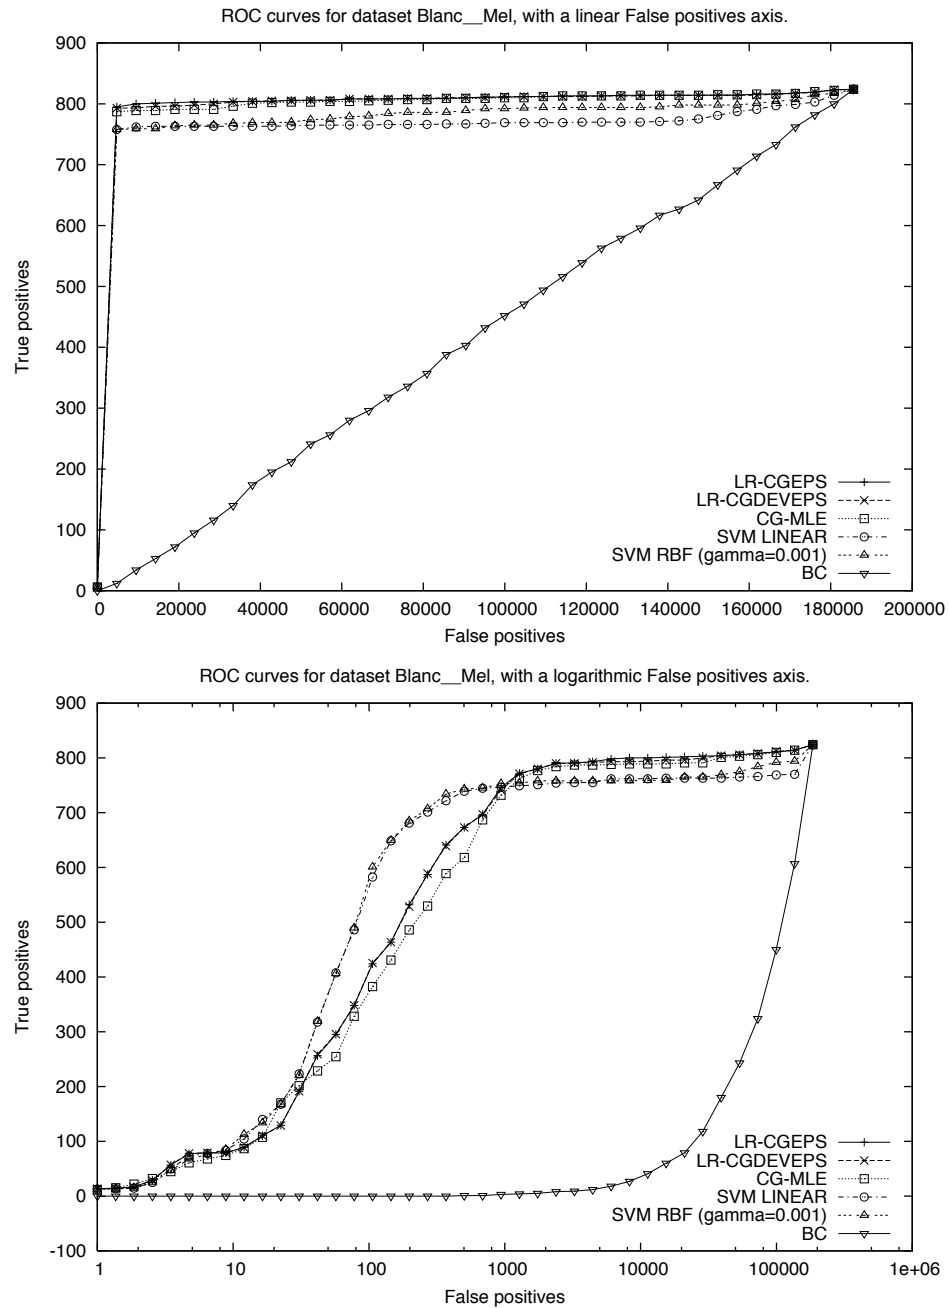 ROC curves for dataset Blanc__Mel, with a linear False positives axis.
900
800
700
600
500
400
300
200
100
0
True positives
LR-CGEPS
LR-CGDEVEPS
CG-MLE
SVM LINEAR
SVM RBF (gamma=0.001)
BC
0 20000 40000 60000 80000 100000 120000 140000 160000 180000 200000
False positives
ROC curves for dataset Blanc__Mel, with a logarithmic False positives axis.
900
800
700
600
500
400
300
200
100
0
-100
True positives
LR-CGEPS
LR-CGDEVEPS
CG-MLE
SVM LINEAR
SVM RBF (gamma=0.001)
BC
1 10 100 1000 10000 100000 1e+06
False positives